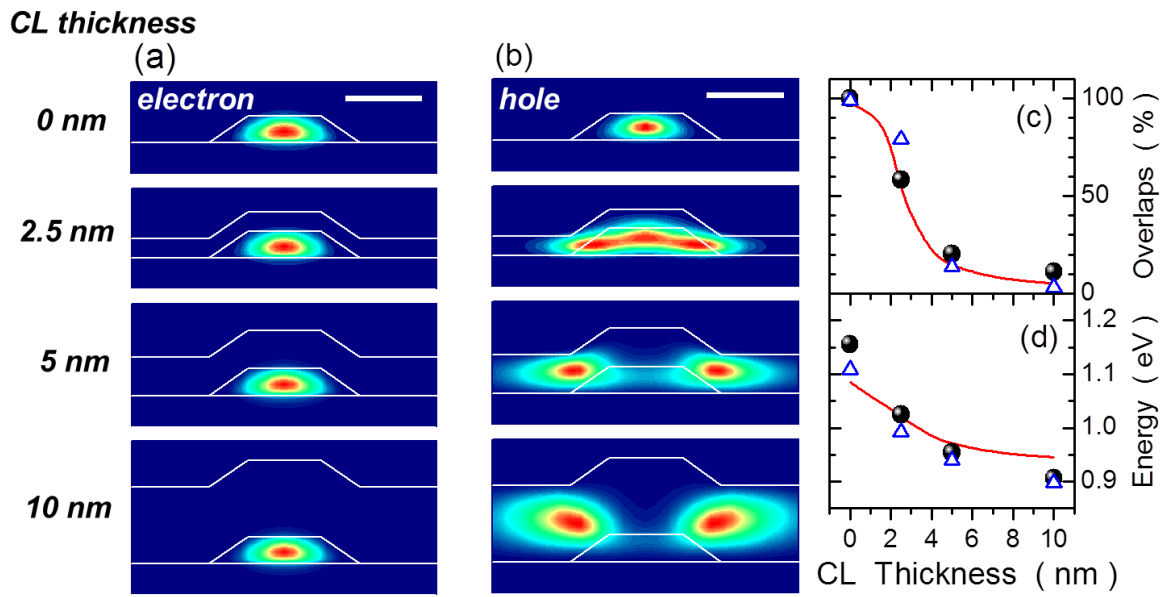 CL thickness
(a)
(b)
electron
hole
0 nm
2.5 nm
5 nm
10 nm
(c)
100
50
0
Overlaps ( % )
(d)
1.2
1.1
1.0
0.9
Energy ( eV )
0 2 4 6 8 10
CL Thickness ( nm )